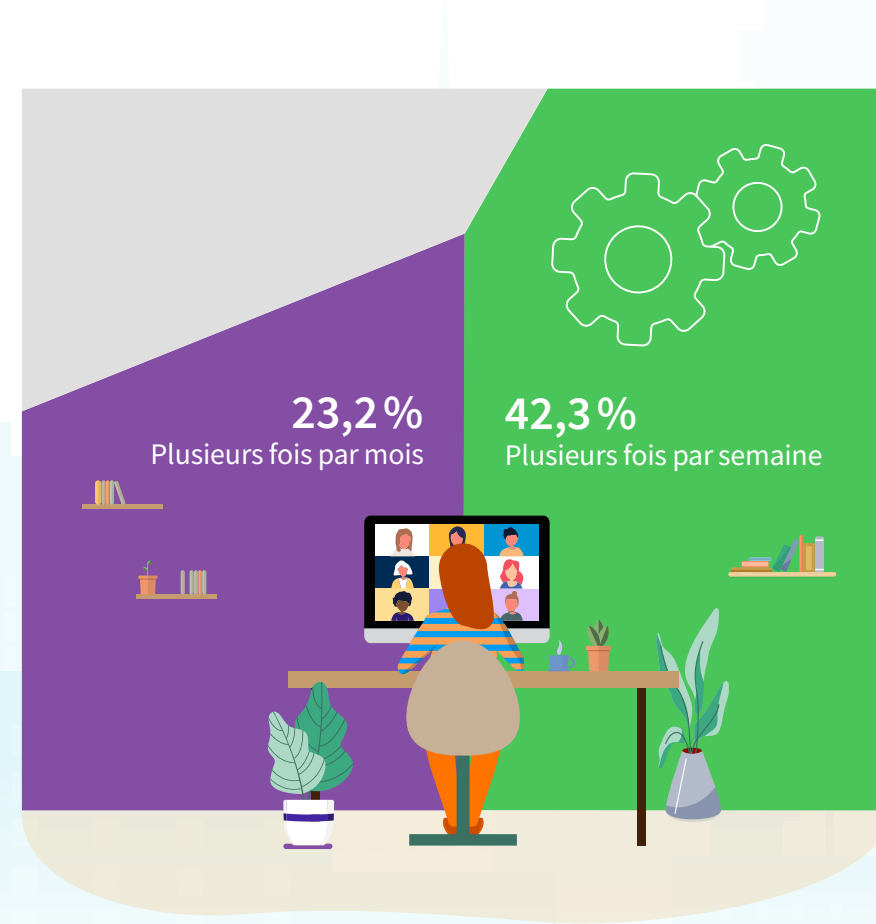 23,2 %
Plusieurs fois par mois
42,3 %
Plusieurs fois par semaine